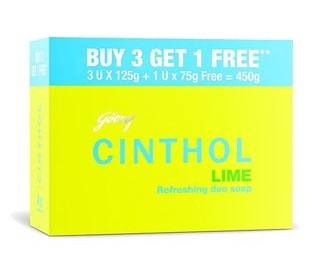 BUY 3 GET 1 FREE**
3 U X 125g + 1 U x 75g Free = 450g
Godrej
CINTHOL
LIME
Refreshing deo soap